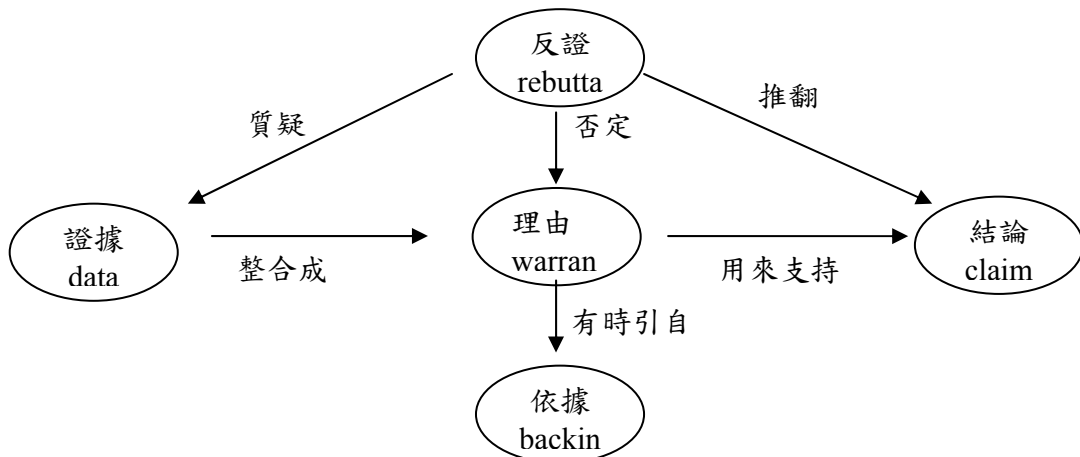 反證
rebutta
質疑
否定
推翻
證據
data
整合成
理由
warran
用來支持
結論
claim
有時引自
依據
backin